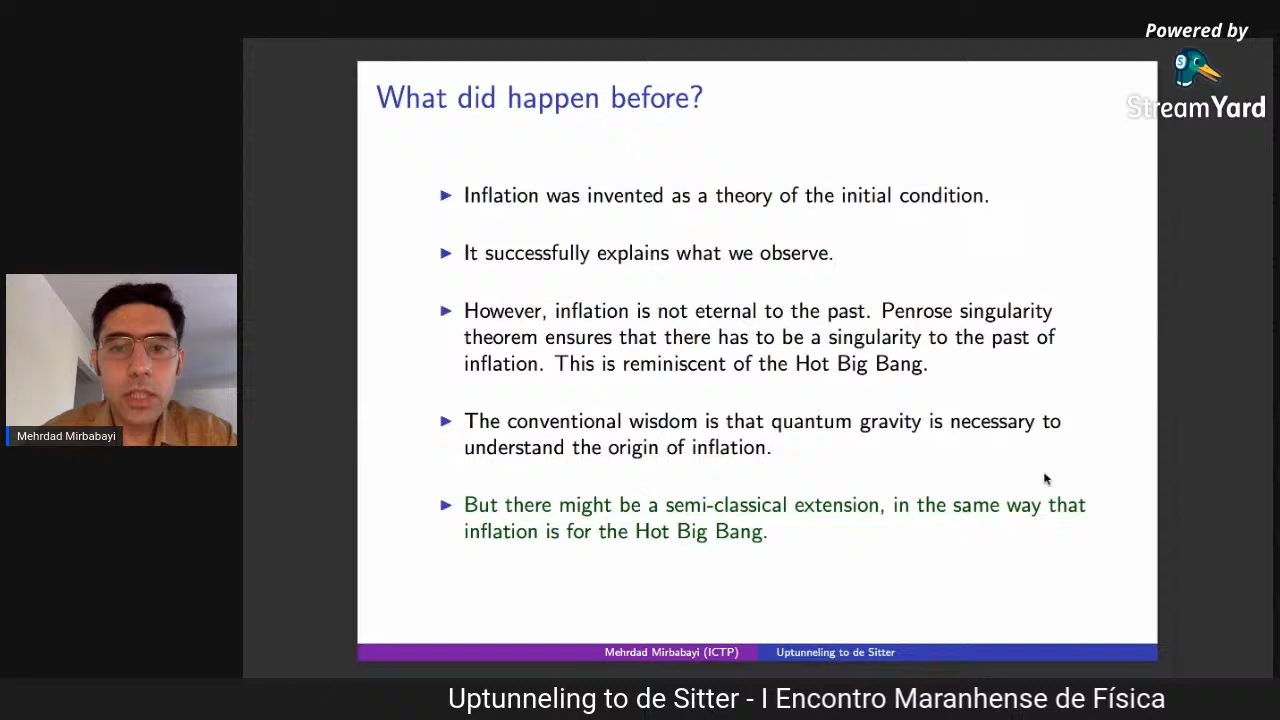 Powered by
StreamYard
What did happen before?
Inflation was invented as a theory of the initial condition.
It successfully explains what we observe.
However, inflation is not eternal to the past. Penrose singularity
theorem ensures that there has to be a singularity to the past of
inflation. This is reminiscent of the Hot Big Bang.
The conventional wisdom is that quantum gravity is necessary to
understand the origin of inflation.
But there might be a semi-classical extension, in the same way that
inflation is for the Hot Big Bang.
Mehrdad Mirbabayi
Mehrdad Mirbabayi (ICTP) Uptunneling to de Sitter
Uptunneling to de Sitter - I Encontro Maranhense de Física